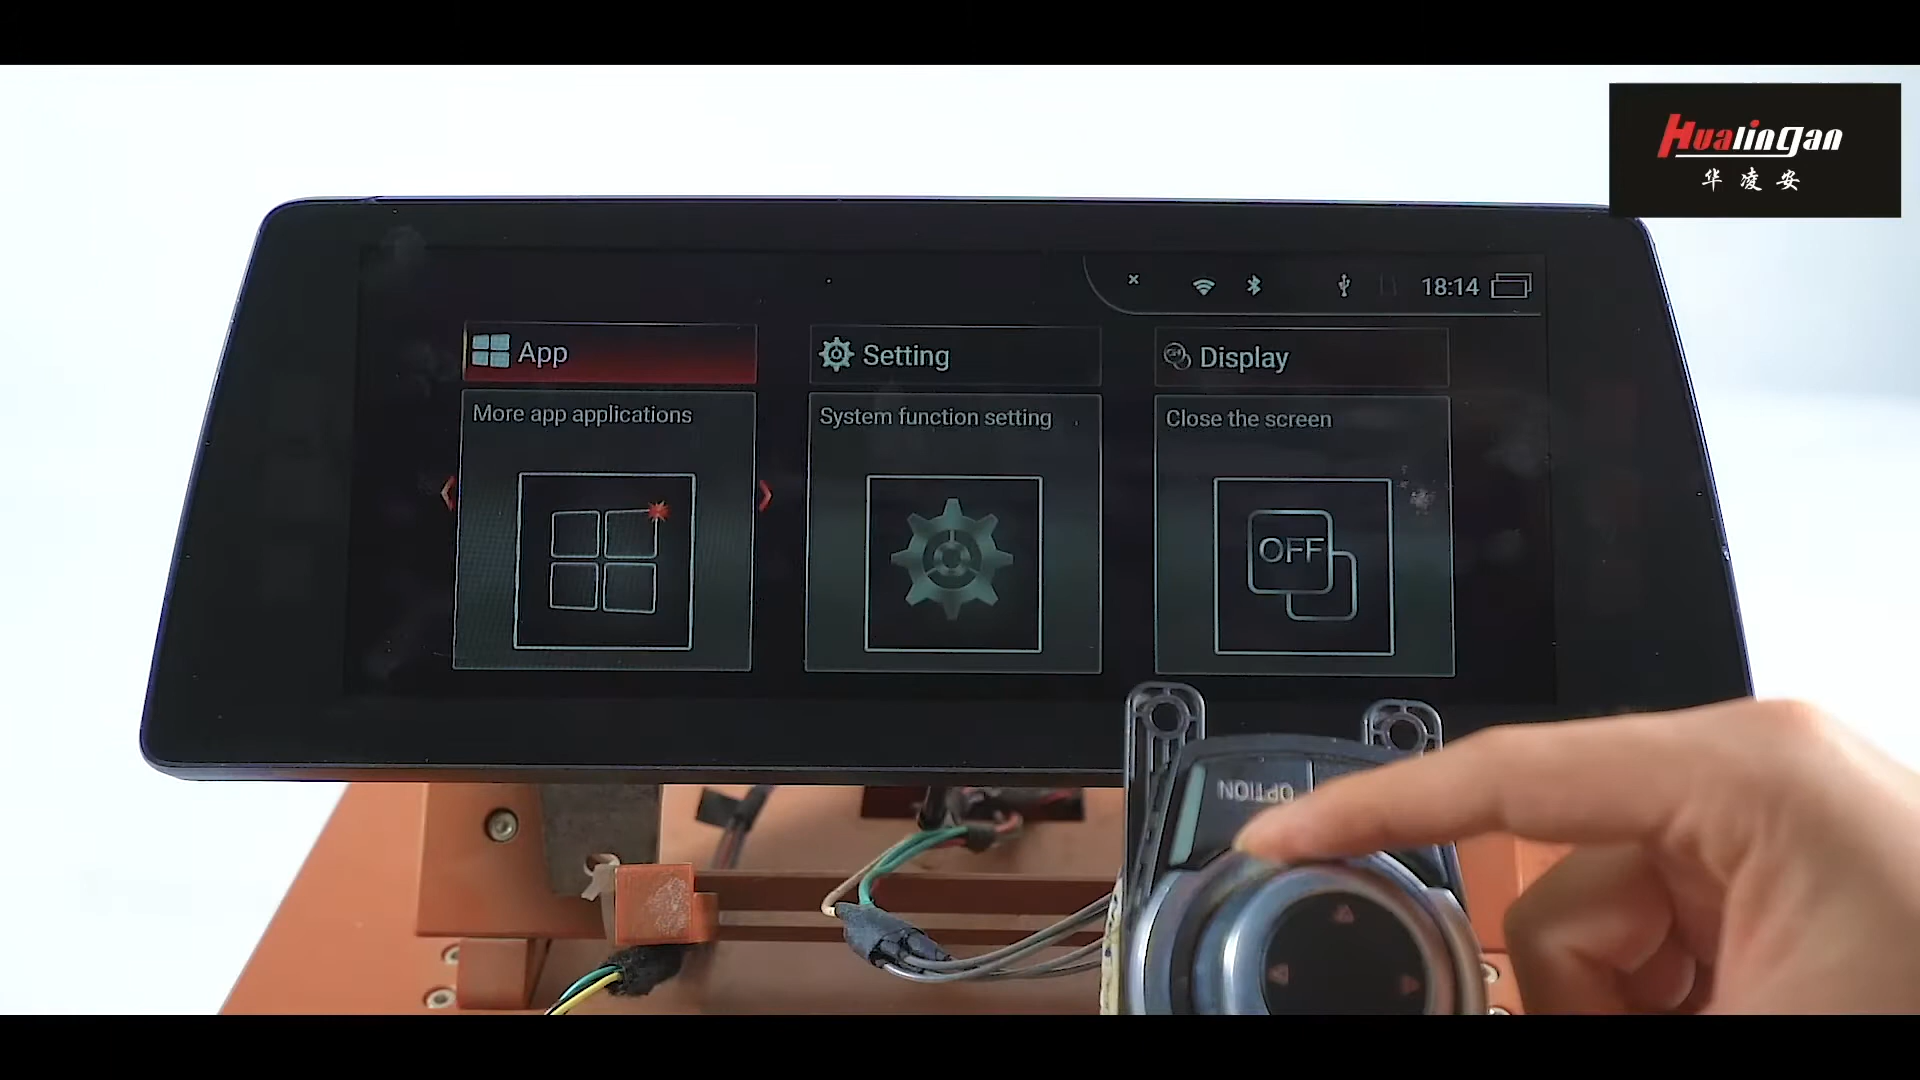 Hualingan
华凌安
18:14
App
Setting
Display
More app applications
System function setting
Close the screen
OFF
OPTION